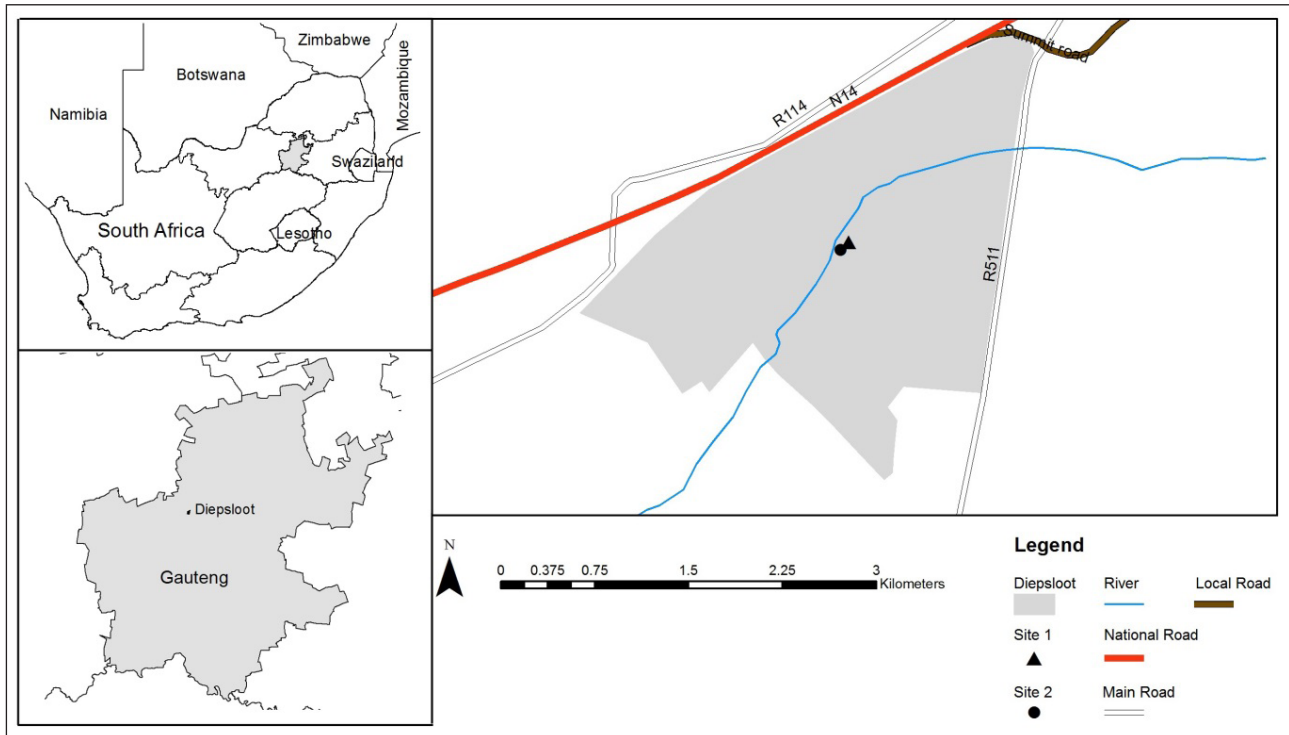 Zimbabwe
Botswana
Mozambique
Namibia
Swaziland
South Africa
Lesotho
Diepsloot
Gauteng
Summit road
R114
N14
R511
N
0 0.375 0.75 1.5 2.25 3
Kilometers
Legend
Diepsloot River Local Road
Site 1 National Road
Site 2 Main Road